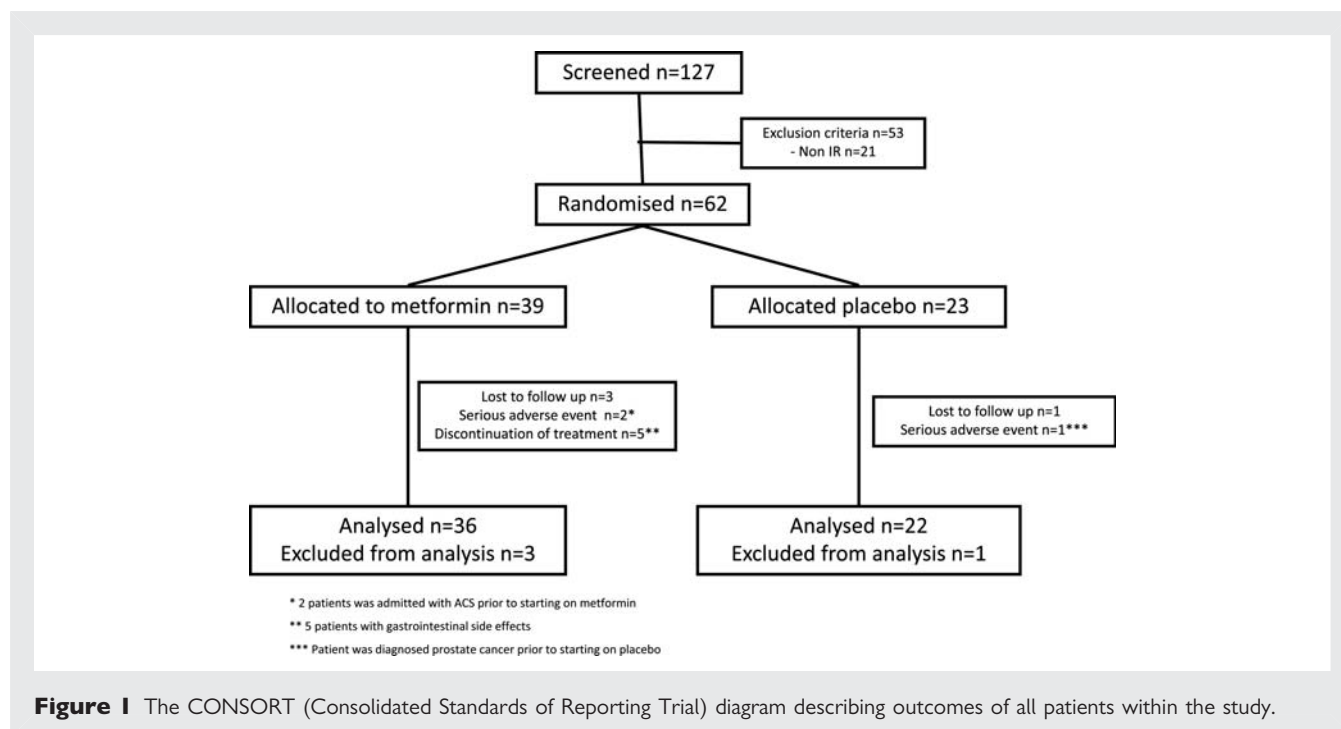 Screened n=127
Exclusion criteria n=53
- Non IR n=21
Randomised n=62
Allocated to metformin n=39
Allocated placebo n=23
Lost to follow up n=3
Serious adverse event n=2*
Discontinuation of treatment n=5**
Lost to follow up n=1
Serious adverse event n=1***
Analysed n=36
Excluded from analysis n=3
Analysed n=22
Excluded from analysis n=1
* 2 patients was admitted with ACS prior to starting on metformin
** 5 patients with gastrointestinal side effects
*** Patient was diagnosed prostate cancer prior to starting on placebo
Figure 1 The CONSORT (Consolidated Standards of Reporting Trial) diagram describing outcomes of all patients within the study.